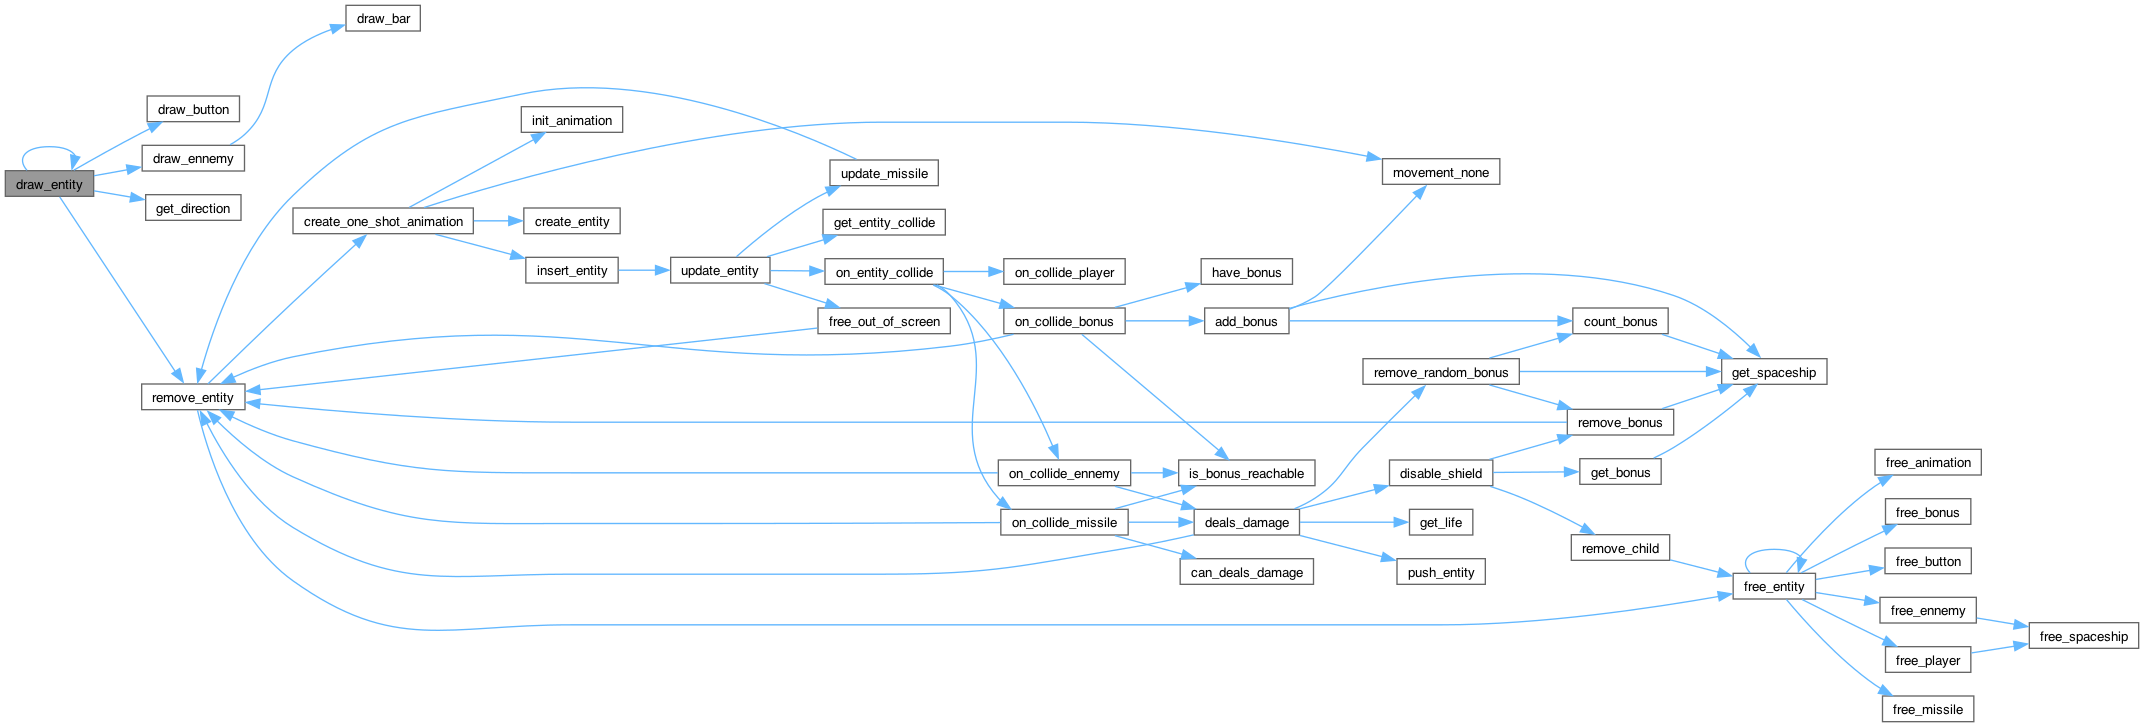 draw_bar
draw_button
init_animation
draw_ennemy
movement_none
update_missile
draw_entity
get_direction
create_one_shot_animation
create_entity
get_entity_collide
insert_entity
update_entity
on_entity_collide
on_collide_player
have_bonus
free_out_of_screen
on_collide_bonus
add_bonus
count_bonus
remove_random_bonus
get_spaceship
remove_entity
remove_bonus
free_animation
on_collide_ennemy
is_bonus_reachable
disable_shield
get_bonus
free_bonus
on_collide_missile
deals_damage
get_life
remove_child
free_button
can_deals_damage
push_entity
free_entity
free_ennemy
free_spaceship
free_player
free_missile